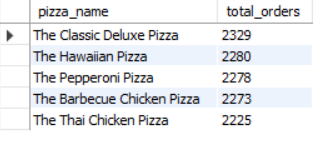 pizza_name total_orders
The Classic Deluxe Pizza 2329
The Hawaiian Pizza 2280
The Pepperoni Pizza 2278
The Barbecue Chicken Pizza 2273
The Thai Chicken Pizza 2225